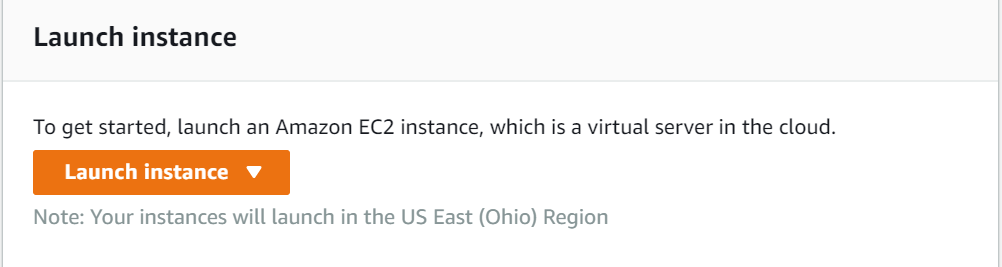 Launch instance
To get started, launch an Amazon EC2 instance, which is a virtual server in the cloud.
Launch instance
Note: Your instances will launch in the US East (Ohio) Region